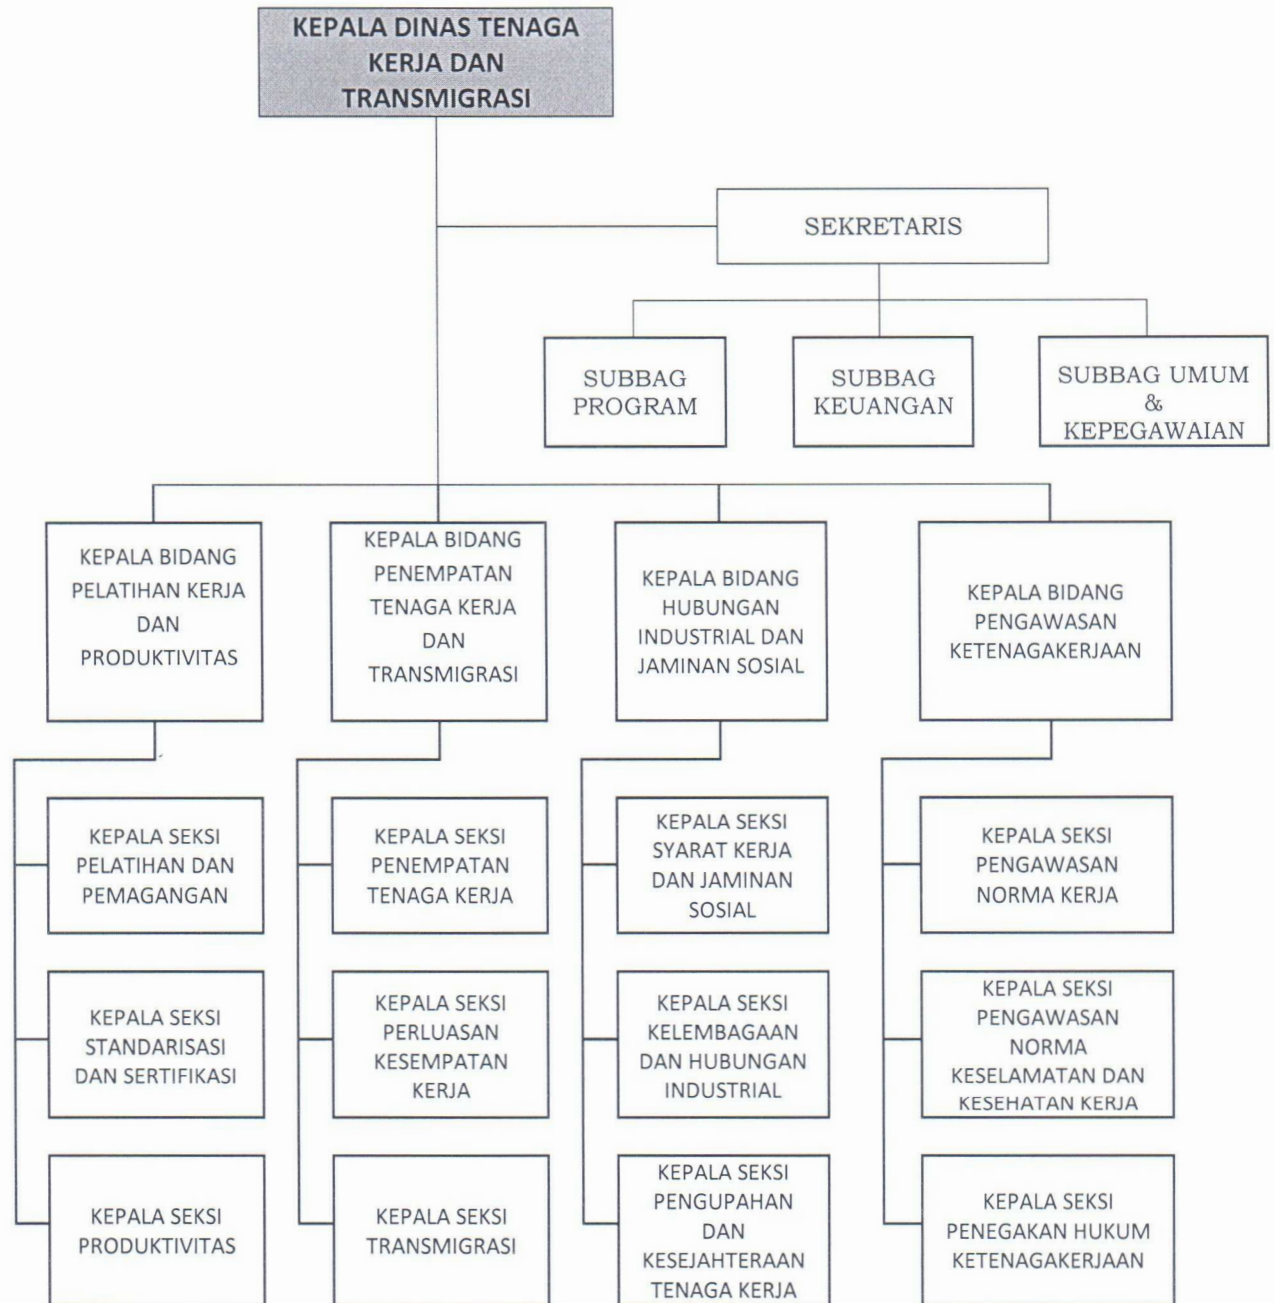 KEPALA DINAS TENAGA
KERJA DAN
TRANSMIGRASI
SEKRETARIS
SUBBAG
PROGRAM
SUBBAG
KEUANGAN
SUBBAG UMUM
&
KEPEGAWAIAN
KEPALA BIDANG
PELATIHAN KERJA
DAN
PRODUKTIVITAS
KEPALA BIDANG
PENEMPATAN
TENAGA KERJA
DAN
TRANSMIGRASI
KEPALA BIDANG
HUBUNGAN
INDUSTRIAL DAN
JAMINAN SOSIAL
KEPALA BIDANG
PENGAWASAN
KETENAGAKERJAAN
KEPALA SEKSI
PELATIHAN DAN
PEMAGANGAN
KEPALA SEKSI
PENEMPATAN
TENAGA KERJA
KEPALA SEKSI
SYARAT KERJA
DAN JAMINAN
SOSIAL
KEPALA SEKSI
PENGAWASAN
NORMA KERJA
KEPALA SEKSI
STANDARISASI
DAN SERTIFIKASI
KEPALA SEKSI
PERLUASAN
KESEMPATAN
KERJA
KEPALA SEKSI
KELEMBAGAAN
DAN HUBUNGAN
INDUSTRIAL
KEPALA SEKSI
PENGAWASAN
NORMA
KESELAMATAN DAN
KESEHATAN KERJA
KEPALA SEKSI
PRODUKTIVITAS
KEPALA SEKSI
TRANSMIGRASI
KEPALA SEKSI
PENGUPAHAN
DAN
KESEJAHTERAAN
TENAGA KERJA
KEPALA SEKSI
PENEGAKAN HUKUM
KETENAGAKERJAAN